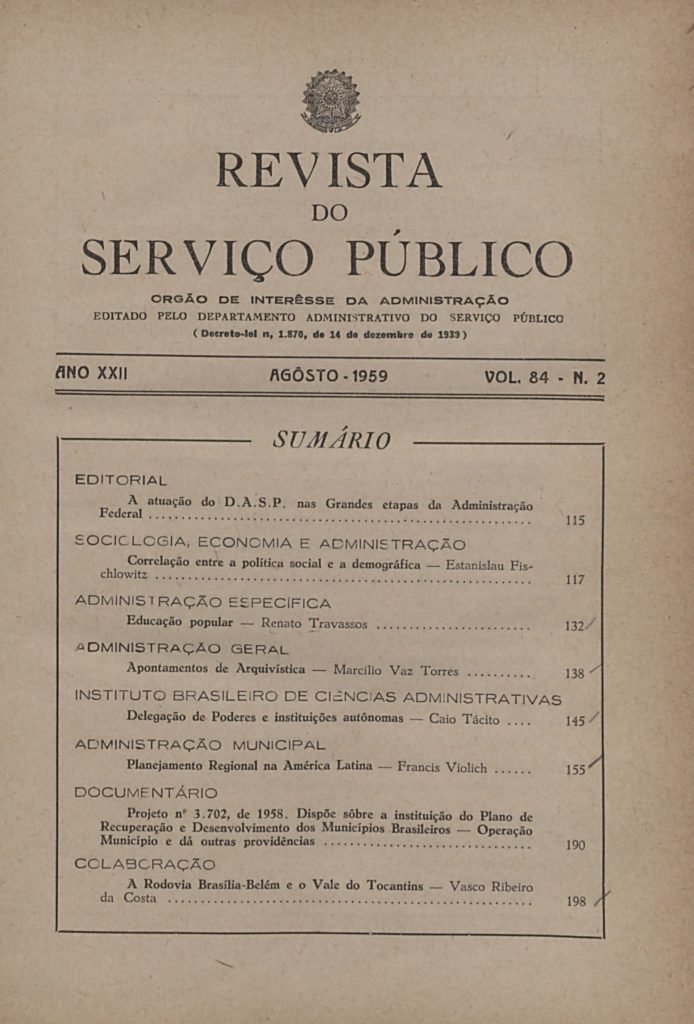 REVISTA
DO
SERVIÇO PÚBLICO
ORGÃO DE INTERÊSSE DA ADMINISTRAÇÃO
EDITADO PELO DEPARTAMENTO ADMINISTRATIVO DO SERVIÇO PÚBLICO
( Decreto-lei n, 1.870, de 14 de dezembro de 1939 )
ANO XXII AGÔSTO - 1959 VOL. 84 - N. 2
SUMÁRIO
EDITORIAL
A atuação do D.A.S.P. nas Grandes etapas da Administração
Federal ........................................ 115
SOCIOLOGIA, ECONOMIA E ADMINISTRAÇÃO
Correlação entre a política social e a demográfica — Estanislau Fis-
chlowitz ........................................ 117
ADMINISTRAÇÃO ESPECÍFICA
Educação popular — Renato Travassos ........................ 132
ADMINISTRAÇÃO GERAL
Apontamentos de Arquivística — Marcílio Vaz Torres .......... 138
INSTITUTO BRASILEIRO DE CIÊNCIAS ADMINISTRATIVAS
Delegação de Poderes e instituições autônomas — Caio Tácito .... 145
ADMINISTRAÇÃO MUNICIPAL
Planejamento Regional na América Latina — Francis Violich ...... 155
DOCUMENTÁRIO
Projeto nº 3.702, de 1958. Dispõe sôbre a instituição do Plano de
Recuperação e Desenvolvimento dos Municípios Brasileiros — Operação
Município e dá outras providências ................................ 190
COLABORAÇÃO
A Rodovia Brasília-Belém e o Vale do Tocantins — Vasco Ribeiro
da Costa ........................................ 198